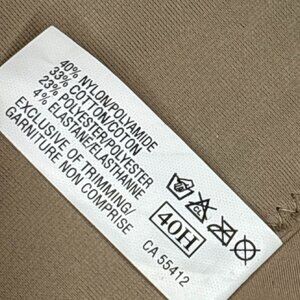 40% NYLON/POLYAMIDE
33% COTTON/COTON
23% POLYESTER/POLYESTER
4% ELASTANE/ELASTHANNE
EXCLUSIVE OF TRIMMING/
GARNITURE NON COMPRISE
40H
CA 55412